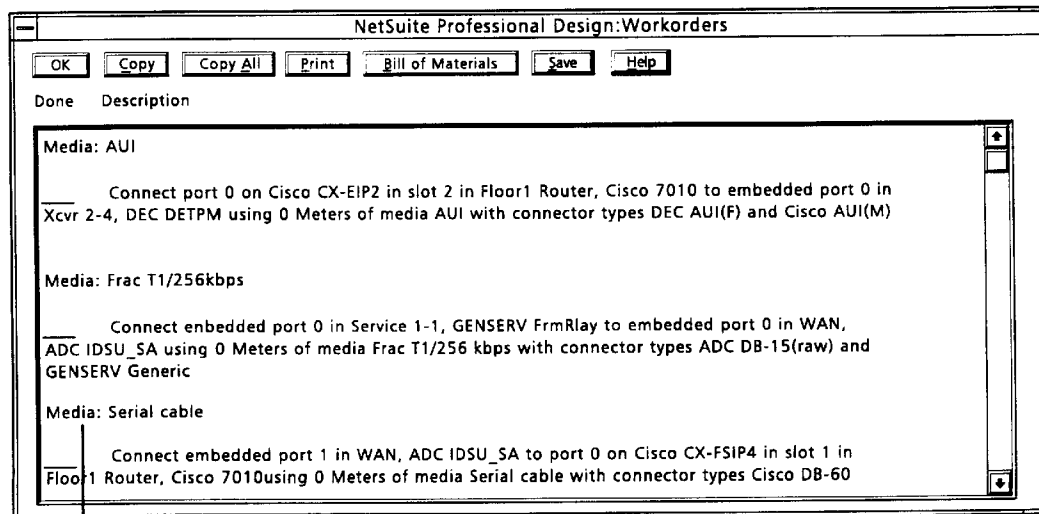 NetSuite Professional Design:Workorders
OK Copy Copy All Print Bill of Materials Save Help
Done Description
Media: AUI
___ Connect port 0 on Cisco CX-EIP2 in slot 2 in Floor1 Router, Cisco 7010 to embedded port 0 in
Xcvr 2-4, DEC DETPM using 0 Meters of media AUI with connector types DEC AUI(F) and Cisco AUI(M)
Media: Frac T1/256kbps
___ Connect enbedded port 0 in Service 1-1, GENSERV FrmRlay to embedded port 0 in WAN,
ADC IDSU_SA using 0 Meters of media Frac T1/256 kbps with connector types ADC DB-15(raw) and
GENSERV Generic
Media: Serial cable
___ Connect embedded port 1 in WAN, ADC IDSU_SA to port 0 on Cisco CX-FSIP4 in slot 1 in
Floor1 Router, Cisco 7010using 0 Meters of media Serial cable with connector types Cisco DB-60